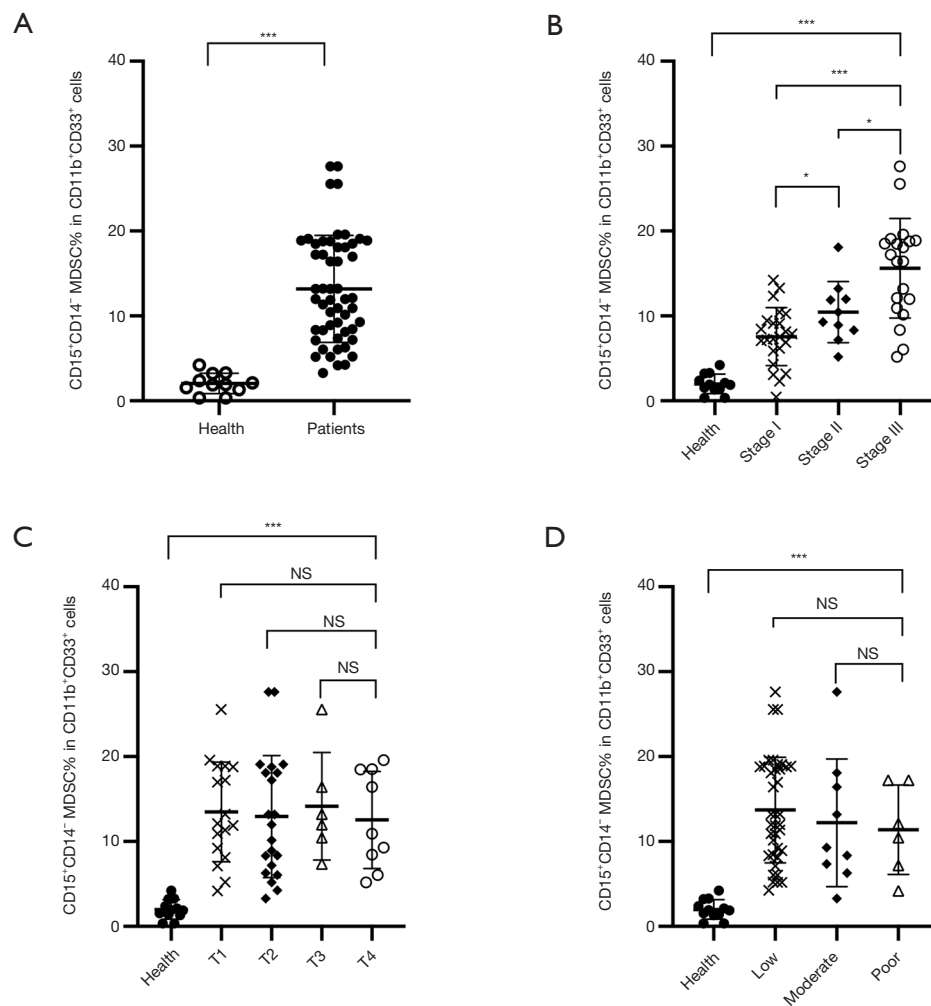 A
***
CD15⁺CD14⁻ MDSC% in CD11b⁺CD33⁺ cells
40
30
20
10
0
Health
Patients
B
***
***
*
*
CD15⁺CD14⁻ MDSC% in CD11b⁺CD33⁺ cells
40
30
20
10
0
Health
Stage I
Stage II
Stage III
C
***
NS
NS
NS
CD15⁺CD14⁻ MDSC% in CD11b⁺CD33⁺ cells
40
30
20
10
0
Health
T1
T2
T3
T4
D
***
NS
NS
CD15⁺CD14⁻ MDSC% in CD11b⁺CD33⁺ cells
40
30
20
10
0
Health
Low
Moderate
Poor